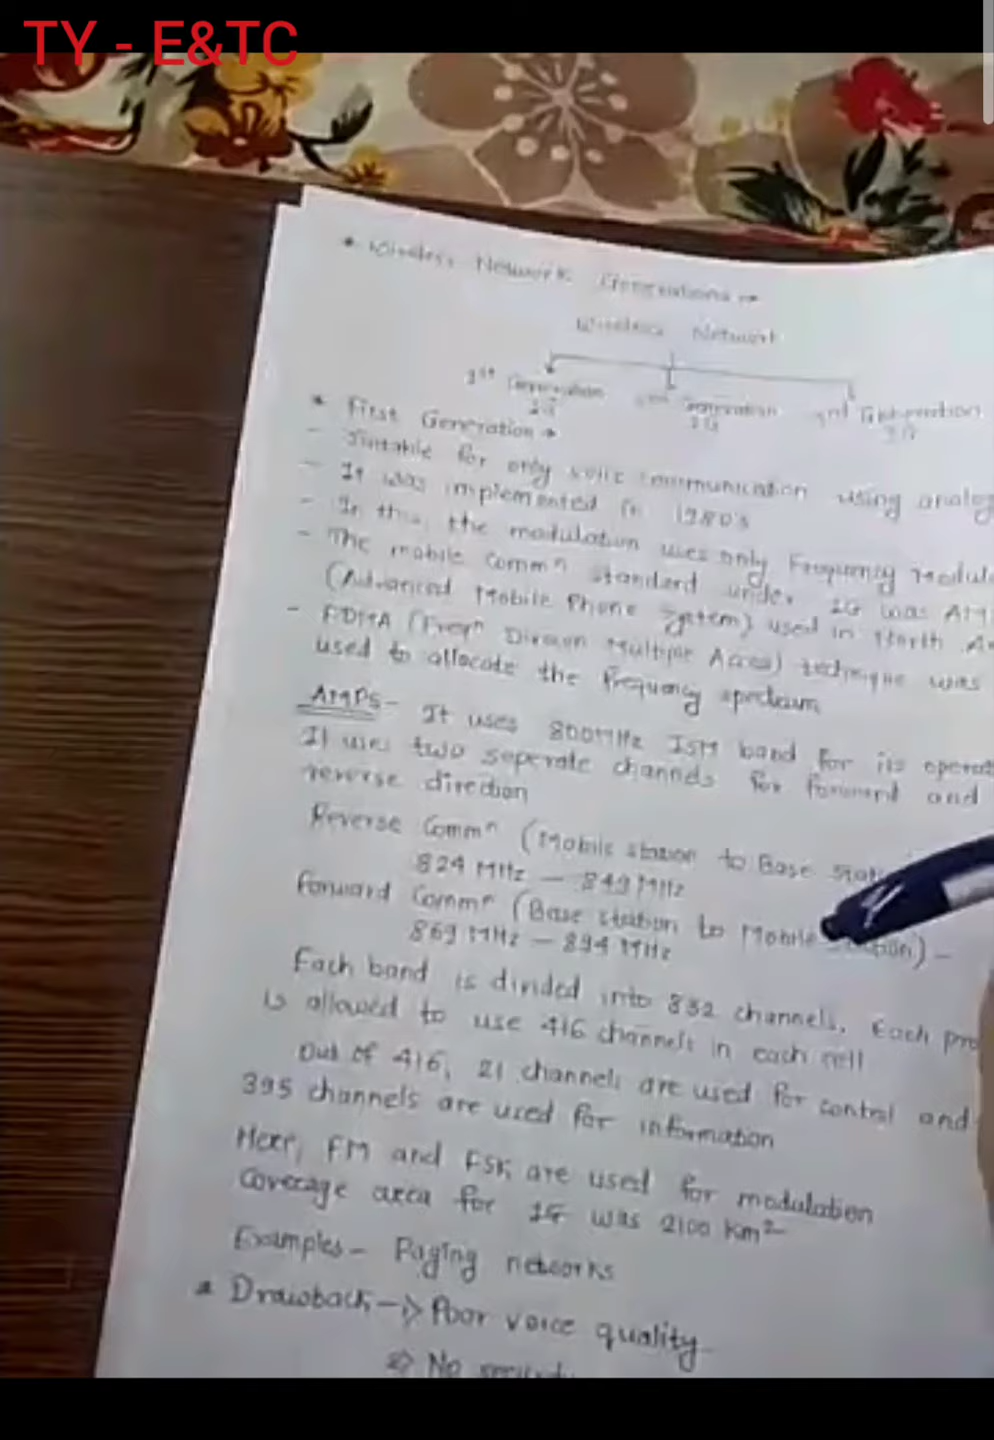 TY - E&TC
* Wireless Network Generations →
Wireless Network
1st Generation Generation 3rd Generation
1G 2G 3G
* First Generation →
- Suitable for only voice communication using analog
- It was implemented in 1980's
- In this, the modulation uses only Frequency Modul
- The mobile commn standard under 1G was AM
(Advanced Mobile Phone System) used in North A
- FDMA (Freqn Division Multiple Access) technique was
used to allocate the frequency spectrum
AMPS - It uses 800MHz ISM band for its operat
It uses two seperate channels for forward and
reverse direction
Reverse Commn (Mobile station to Base stat
824 MHz - 849 MHz
Forward Commn (Base station to Mobile station) -
869 MHz - 894 MHz
Each band is divided into 832 channels. Each pro
is allowed to use 416 channels in each cell
Out of 416, 21 channels are used for control and
395 channels are used for information
Here, FM and FSK are used for modulation
Coverage area for 1G was 2100 km2
Examples - Paging networks
* Drawback -> Poor voice quality
=> No